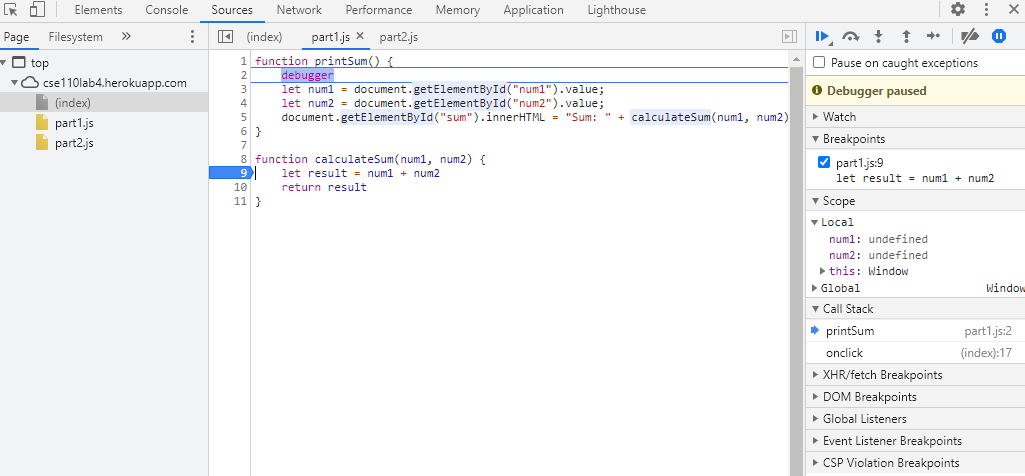 Elements Console Sources Network Performance Memory Application Lighthouse
Page Filesystem
(index) part1.js part2.js
top
cse110lab4.herokuapp.com
(index)
part1.js
part2.js
1 function printSum() {
2 debugger
3 let num1 = document.getElementById("num1").value;
4 let num2 = document.getElementById("num2").value;
5 document.getElementById("sum").innerHTML = "Sum: " + calculateSum(num1, num2)
6 }
7
8 function calculateSum(num1, num2) {
9 let result = num1 + num2
10 return result
11 }
Pause on caught exceptions
Debugger paused
Watch
Breakpoints
part1.js:9
let result = num1 + num2
Scope
Local
num1: undefined
num2: undefined
this: Window
Global Window
Call Stack
printSum part1.js:2
onclick (index):17
XHR/fetch Breakpoints
DOM Breakpoints
Global Listeners
Event Listener Breakpoints
CSP Violation Breakpoints